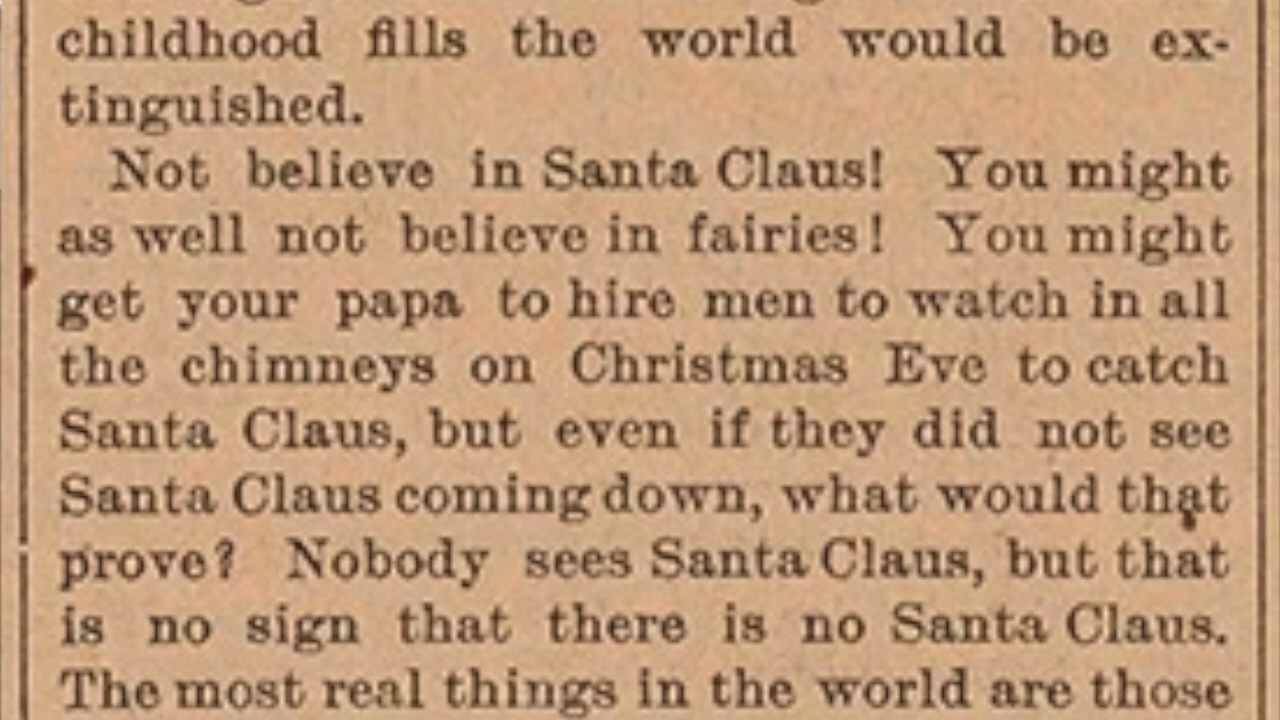 childhood fills the world would be ex-
tinguished.
Not believe in Santa Claus! You might
as well not believe in fairies! You might
get your papa to hire men to watch in all
the chimneys on Christmas Eve to catch
Santa Claus, but even if they did not see
Santa Claus coming down, what would that
prove? Nobody sees Santa Claus, but that
is no sign that there is no Santa Claus.
The most real things in the world are those